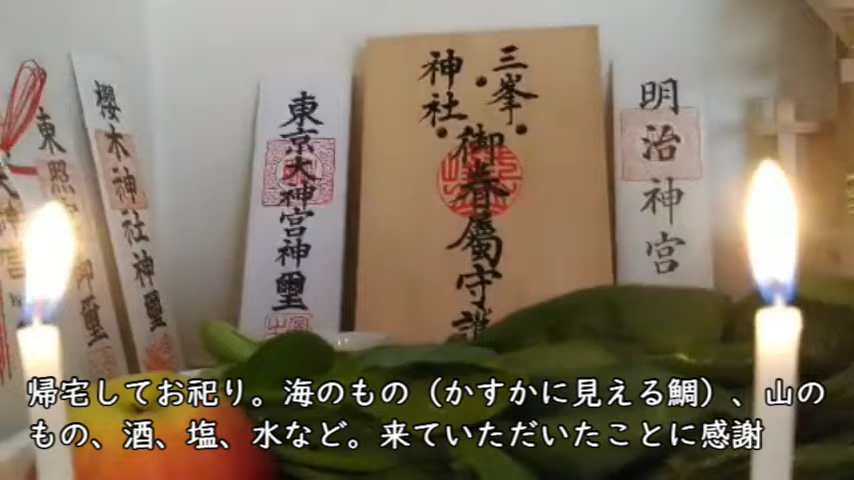 櫻木神社神璽
東京大神宮神璽
三峯
神社
御眷屬守護
明治神宮
帰宅してお祀り。海のもの（かすかに見える鯛）、山の
もの、酒、塩、水など。来ていただいたことに感謝